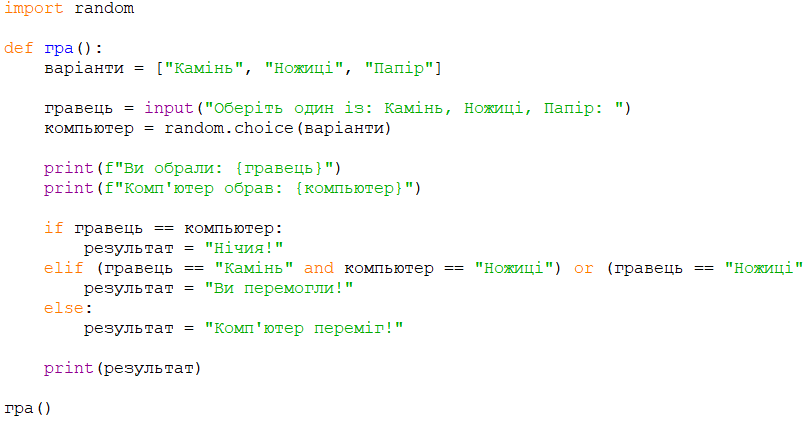 import random
def гра():
варіанти = ["Камінь", "Ножиці", "Папір"]
гравець = input("Оберіть один із: Камінь, Ножиці, Папір: ")
компьютер = random.choice(варіанти)
print(f"Ви обрали: {гравець}")
print(f"Комп'ютер обрав: {компьютер}")
if гравець == компьютер:
результат = "Нічия!"
elif (гравець == "Камінь" and компьютер == "Ножиці") or (гравець == "Ножиці"
результат = "Ви перемогли!"
else:
результат = "Комп'ютер переміг!"
print(результат)
гра()